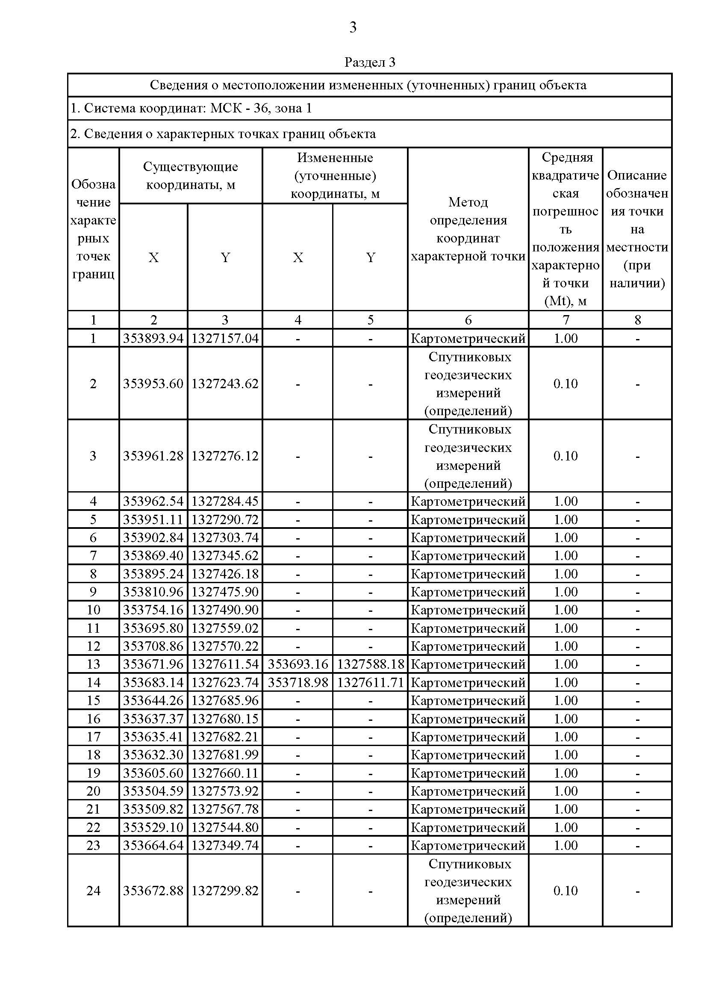 3
Раздел 3
Сведения о местоположении измененных (уточненных) границ объекта
1. Система координат: МСК - 36, зона 1
2. Сведения о характерных точках границ объекта
Обозна
чение
характе
рных
точек
границ
Существующие
координаты, м
X
Y
Измененные
(уточненные)
координаты, м
X
Y
Метод
определения
координат
характерной точки
Средняя
квадратиче
ская
погрешнос
ть
положения
характерно
й точки
(Mt), м
Описание
обозначен
ия точки
на
местности
(при
наличии)
1 2 3 4 5 6 7 8
1 353893.94 1327157.04 - - Картометрический 1.00 -
2 353953.60 1327243.62 - - Спутниковых
геодезических
измерений
(определений)
0.10 -
3 353961.28 1327276.12 - - Спутниковых
геодезических
измерений
(определений)
0.10 -
4 353962.54 1327284.45 - - Картометрический 1.00 -
5 353951.11 1327290.72 - - Картометрический 1.00 -
6 353902.84 1327303.74 - - Картометрический 1.00 -
7 353869.40 1327345.62 - - Картометрический 1.00 -
8 353895.24 1327426.18 - - Картометрический 1.00 -
9 353810.96 1327475.90 - - Картометрический 1.00 -
10 353754.16 1327490.90 - - Картометрический 1.00 -
11 353695.80 1327559.02 - - Картометрический 1.00 -
12 353708.86 1327570.22 - - Картометрический 1.00 -
13 353671.96 1327611.54 353693.16 1327588.18 Картометрический 1.00 -
14 353683.14 1327623.74 353718.98 1327611.71 Картометрический 1.00 -
15 353644.26 1327685.96 - - Картометрический 1.00 -
16 353637.37 1327680.15 - - Картометрический 1.00 -
17 353635.41 1327682.21 - - Картометрический 1.00 -
18 353632.30 1327681.99 - - Картометрический 1.00 -
19 353605.60 1327660.11 - - Картометрический 1.00 -
20 353504.59 1327573.92 - - Картометрический 1.00 -
21 353509.82 1327567.78 - - Картометрический 1.00 -
22 353529.10 1327544.80 - - Картометрический 1.00 -
23 353664.64 1327349.74 - - Картометрический 1.00 -
24 353672.88 1327299.82 - - Спутниковых
геодезических
измерений
(определений)
0.10 -